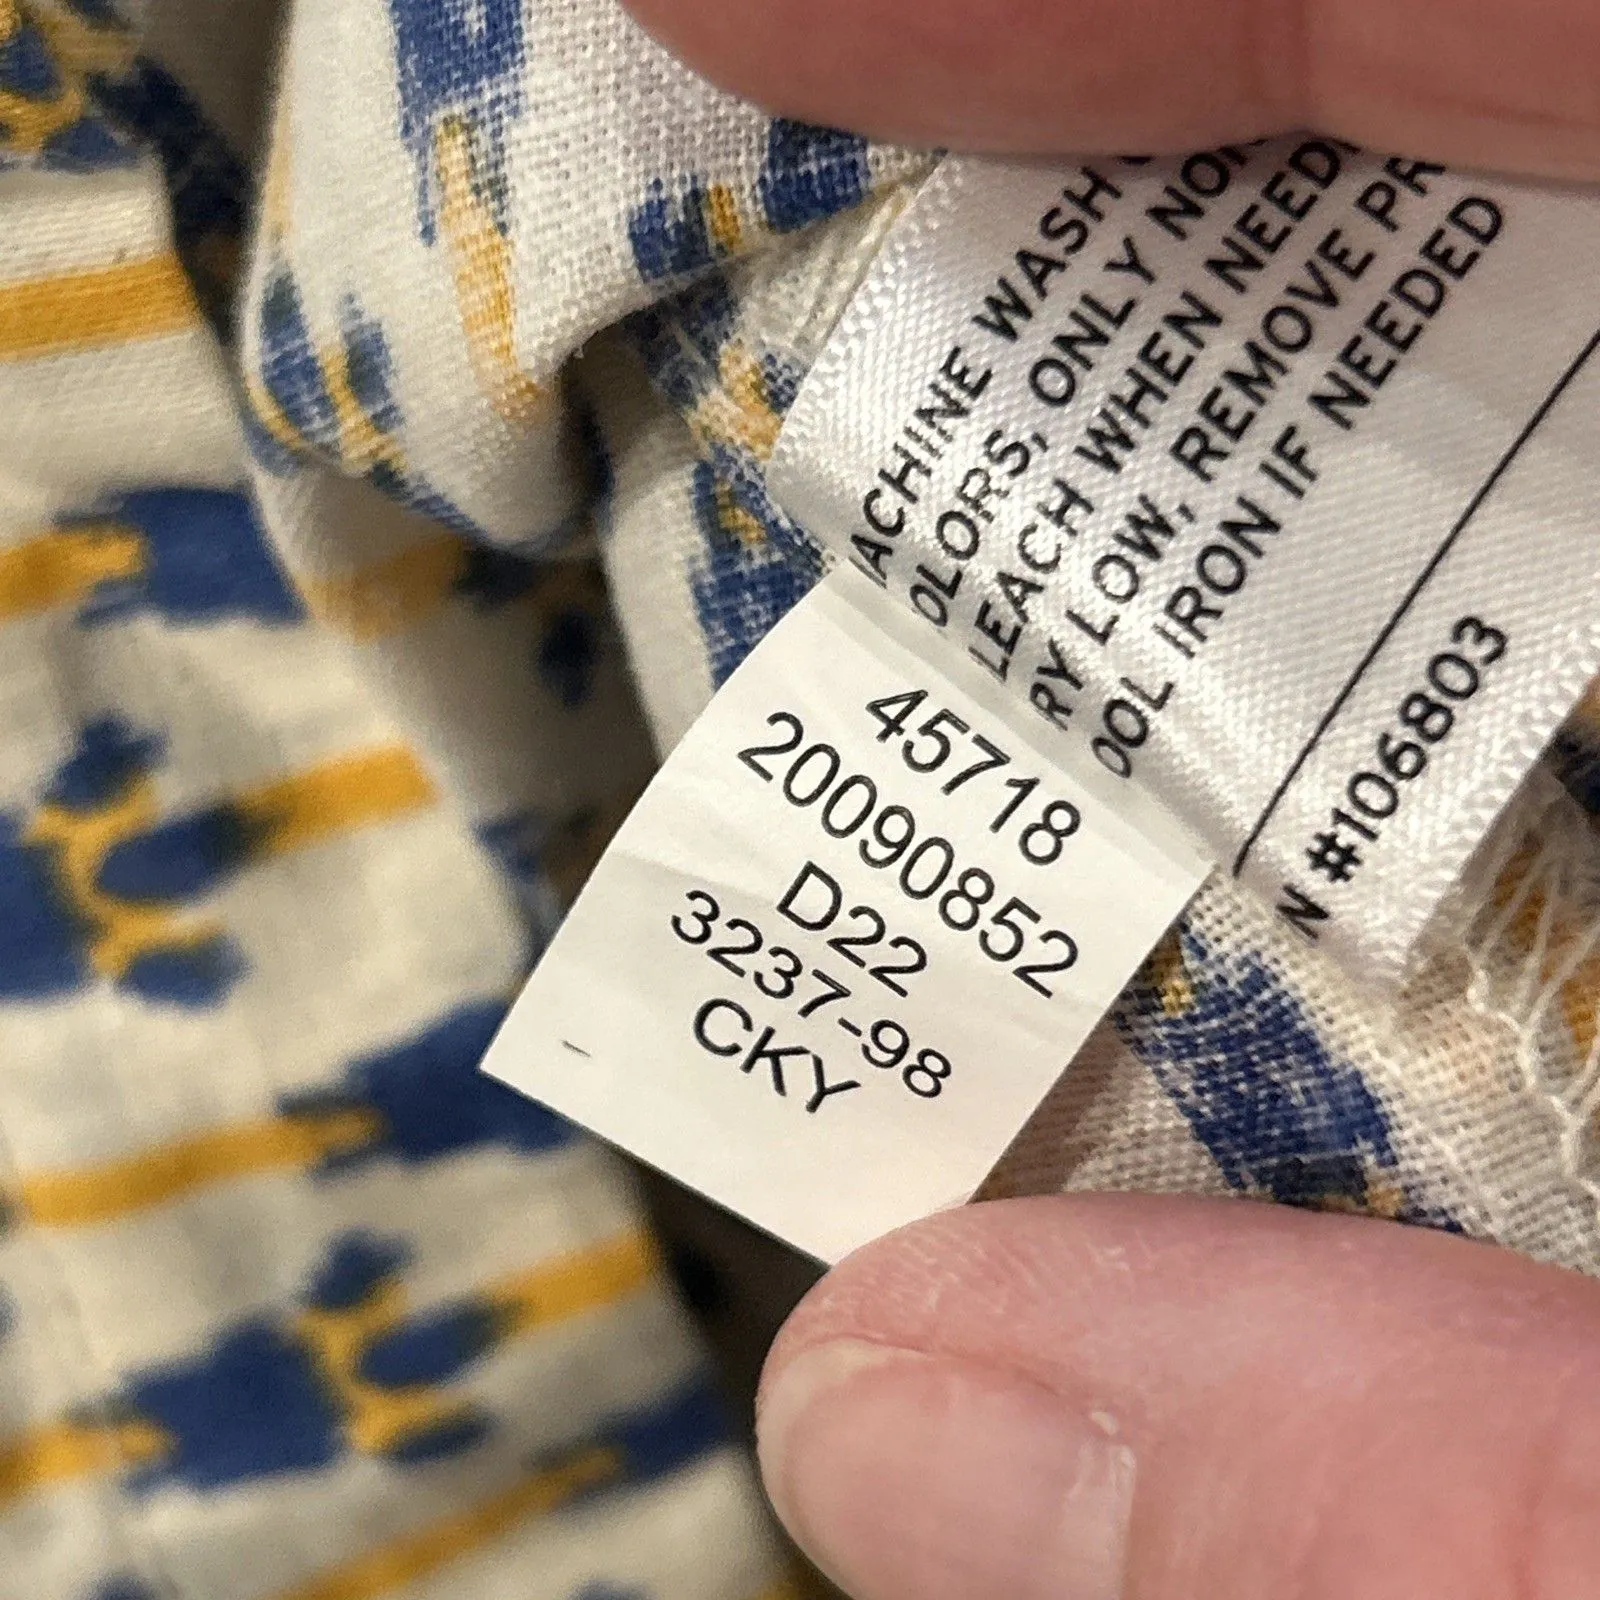 ACHINE WASH
OLORS, ONLY NON
LEACH WHEN NEED
RY LOW, REMOVE PR
OOL IRON IF NEEDED
N #106803
45718
20090852
D22
3237-98
CKY